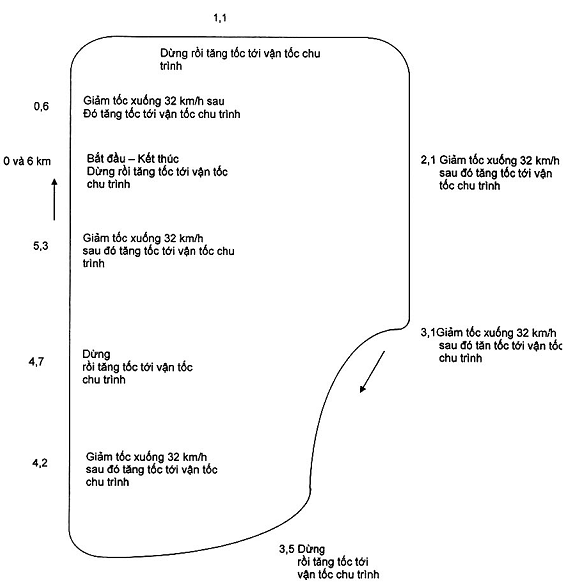 1,1
Dừng rồi tăng tốc tới vận tốc chu
trình
0,6
Giảm tốc xuống 32 km/h sau
Đó tăng tốc tới vận tốc chu trình
0 và 6 km
Bắt đầu – Kết thúc
Dừng rồi tăng tốc tới vận tốc
chu trình
2,1 Giảm tốc xuống 32 km/h
sau đó tăng tốc tới vận
tốc chu trình
5,3
Giảm tốc xuống 32 km/h
sau đó tăng tốc tới vận tốc chu
trình
3,1Giảm tốc xuống 32 km/h
sau đó tăn tốc tới vận tốc
chu trình
4,7
Dừng
rồi tăng tốc tới vận tốc
chu trình
4,2
Giảm tốc xuống 32 km/h
sau đó tăng tốc tới vận tốc
chu trình
3,5 Dừng
rồi tăng tốc tới
vận tốc chu trình